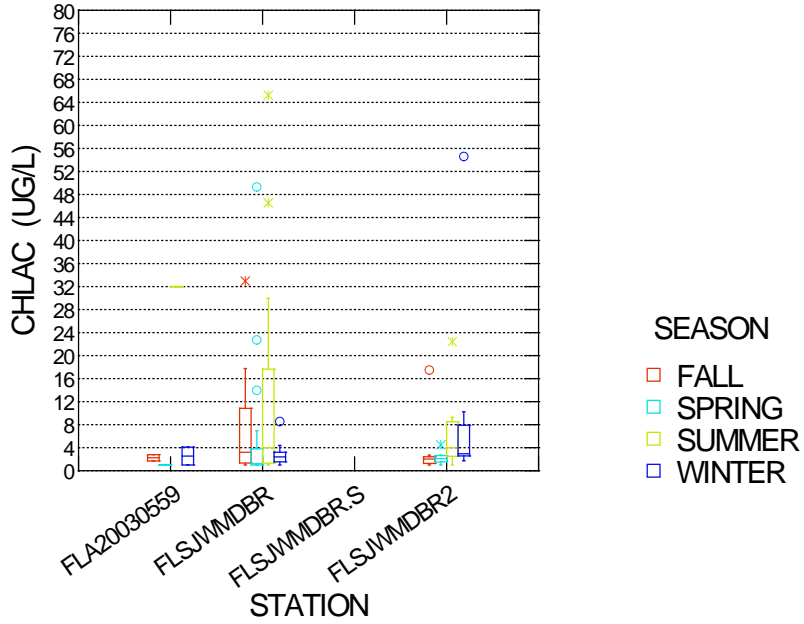 80
76
72
68
64
60
56
52
48
44
40
36
32
28
24
20
16
12
8
4
0
CHLAC (UG/L)
FLA20030559
FLSJWMDBR
FLSJWMDBR.S
FLSJWMDBR2
STATION
SEASON
FALL
SPRING
SUMMER
WINTER